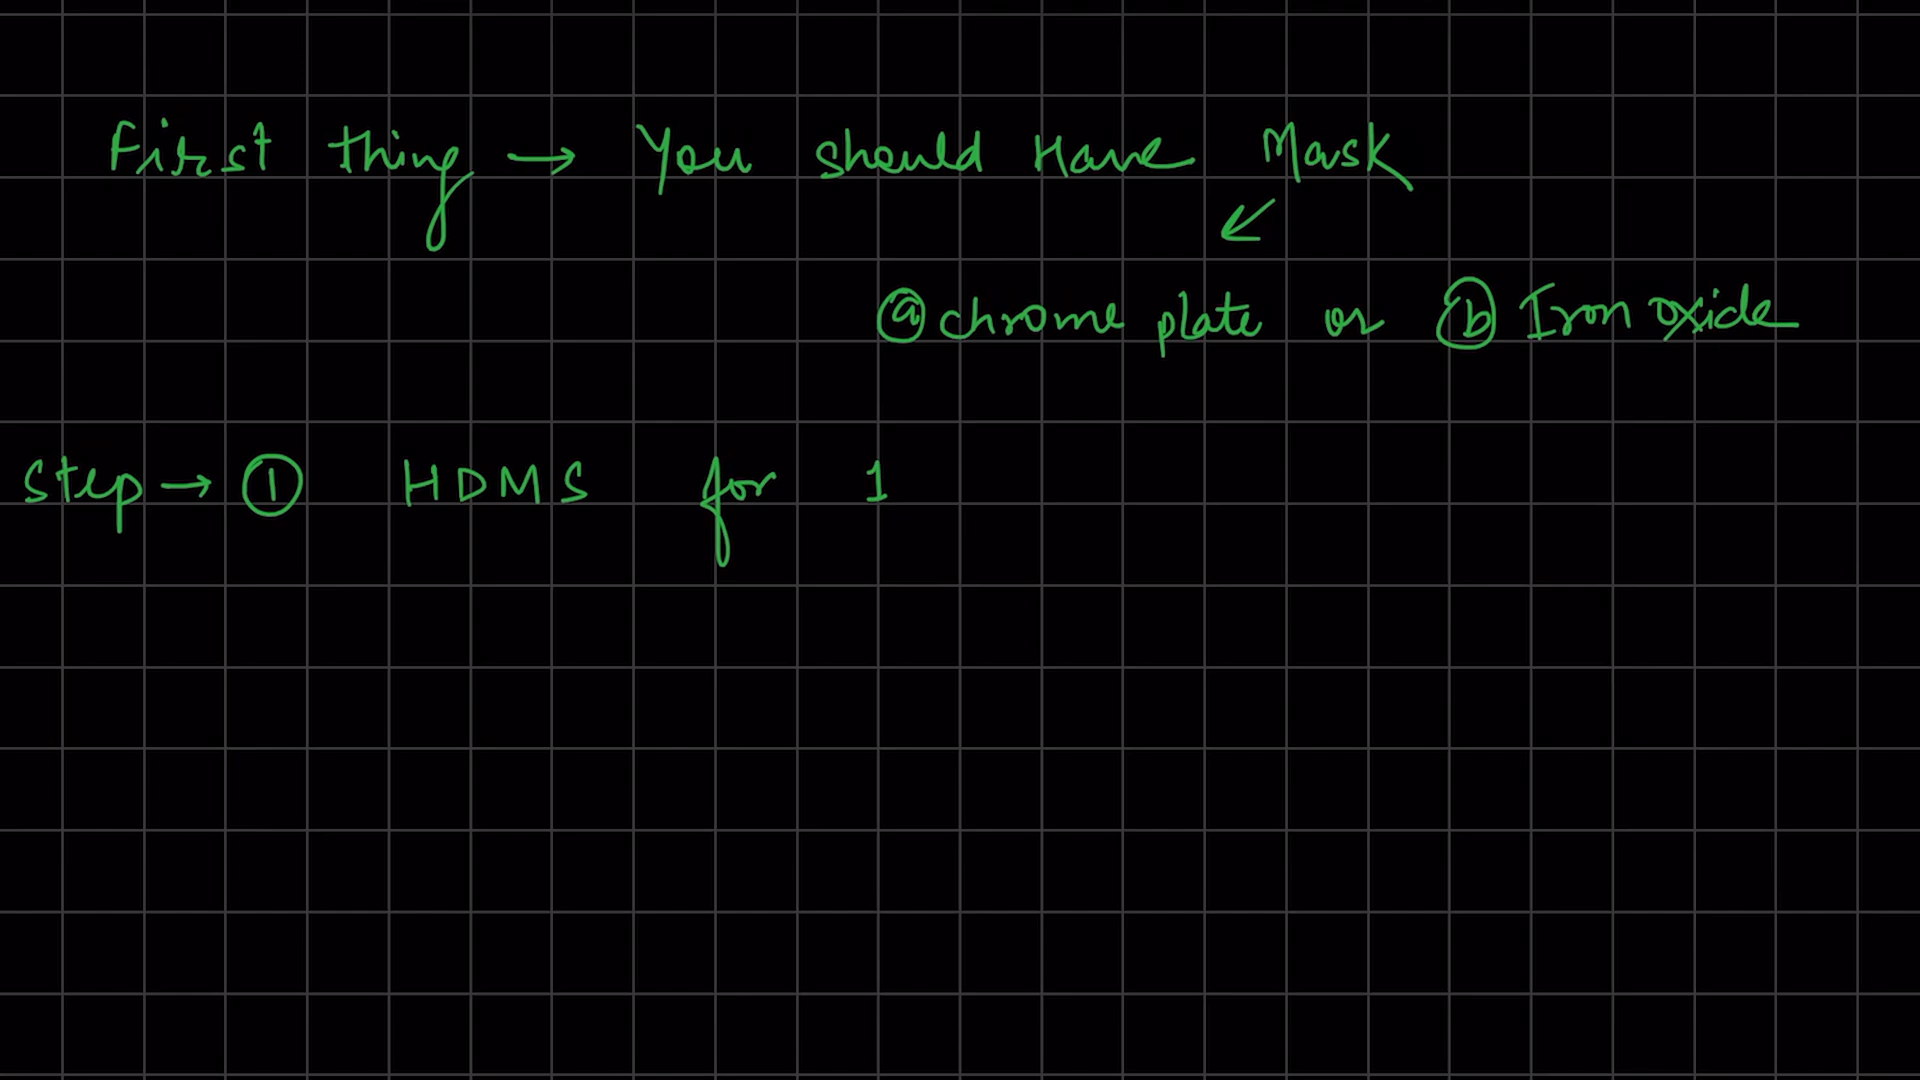 First thing → You should Have Mask
↙
ⓐ chrome plate or ⓑ Iron oxide
Step → ① HDMS for 1